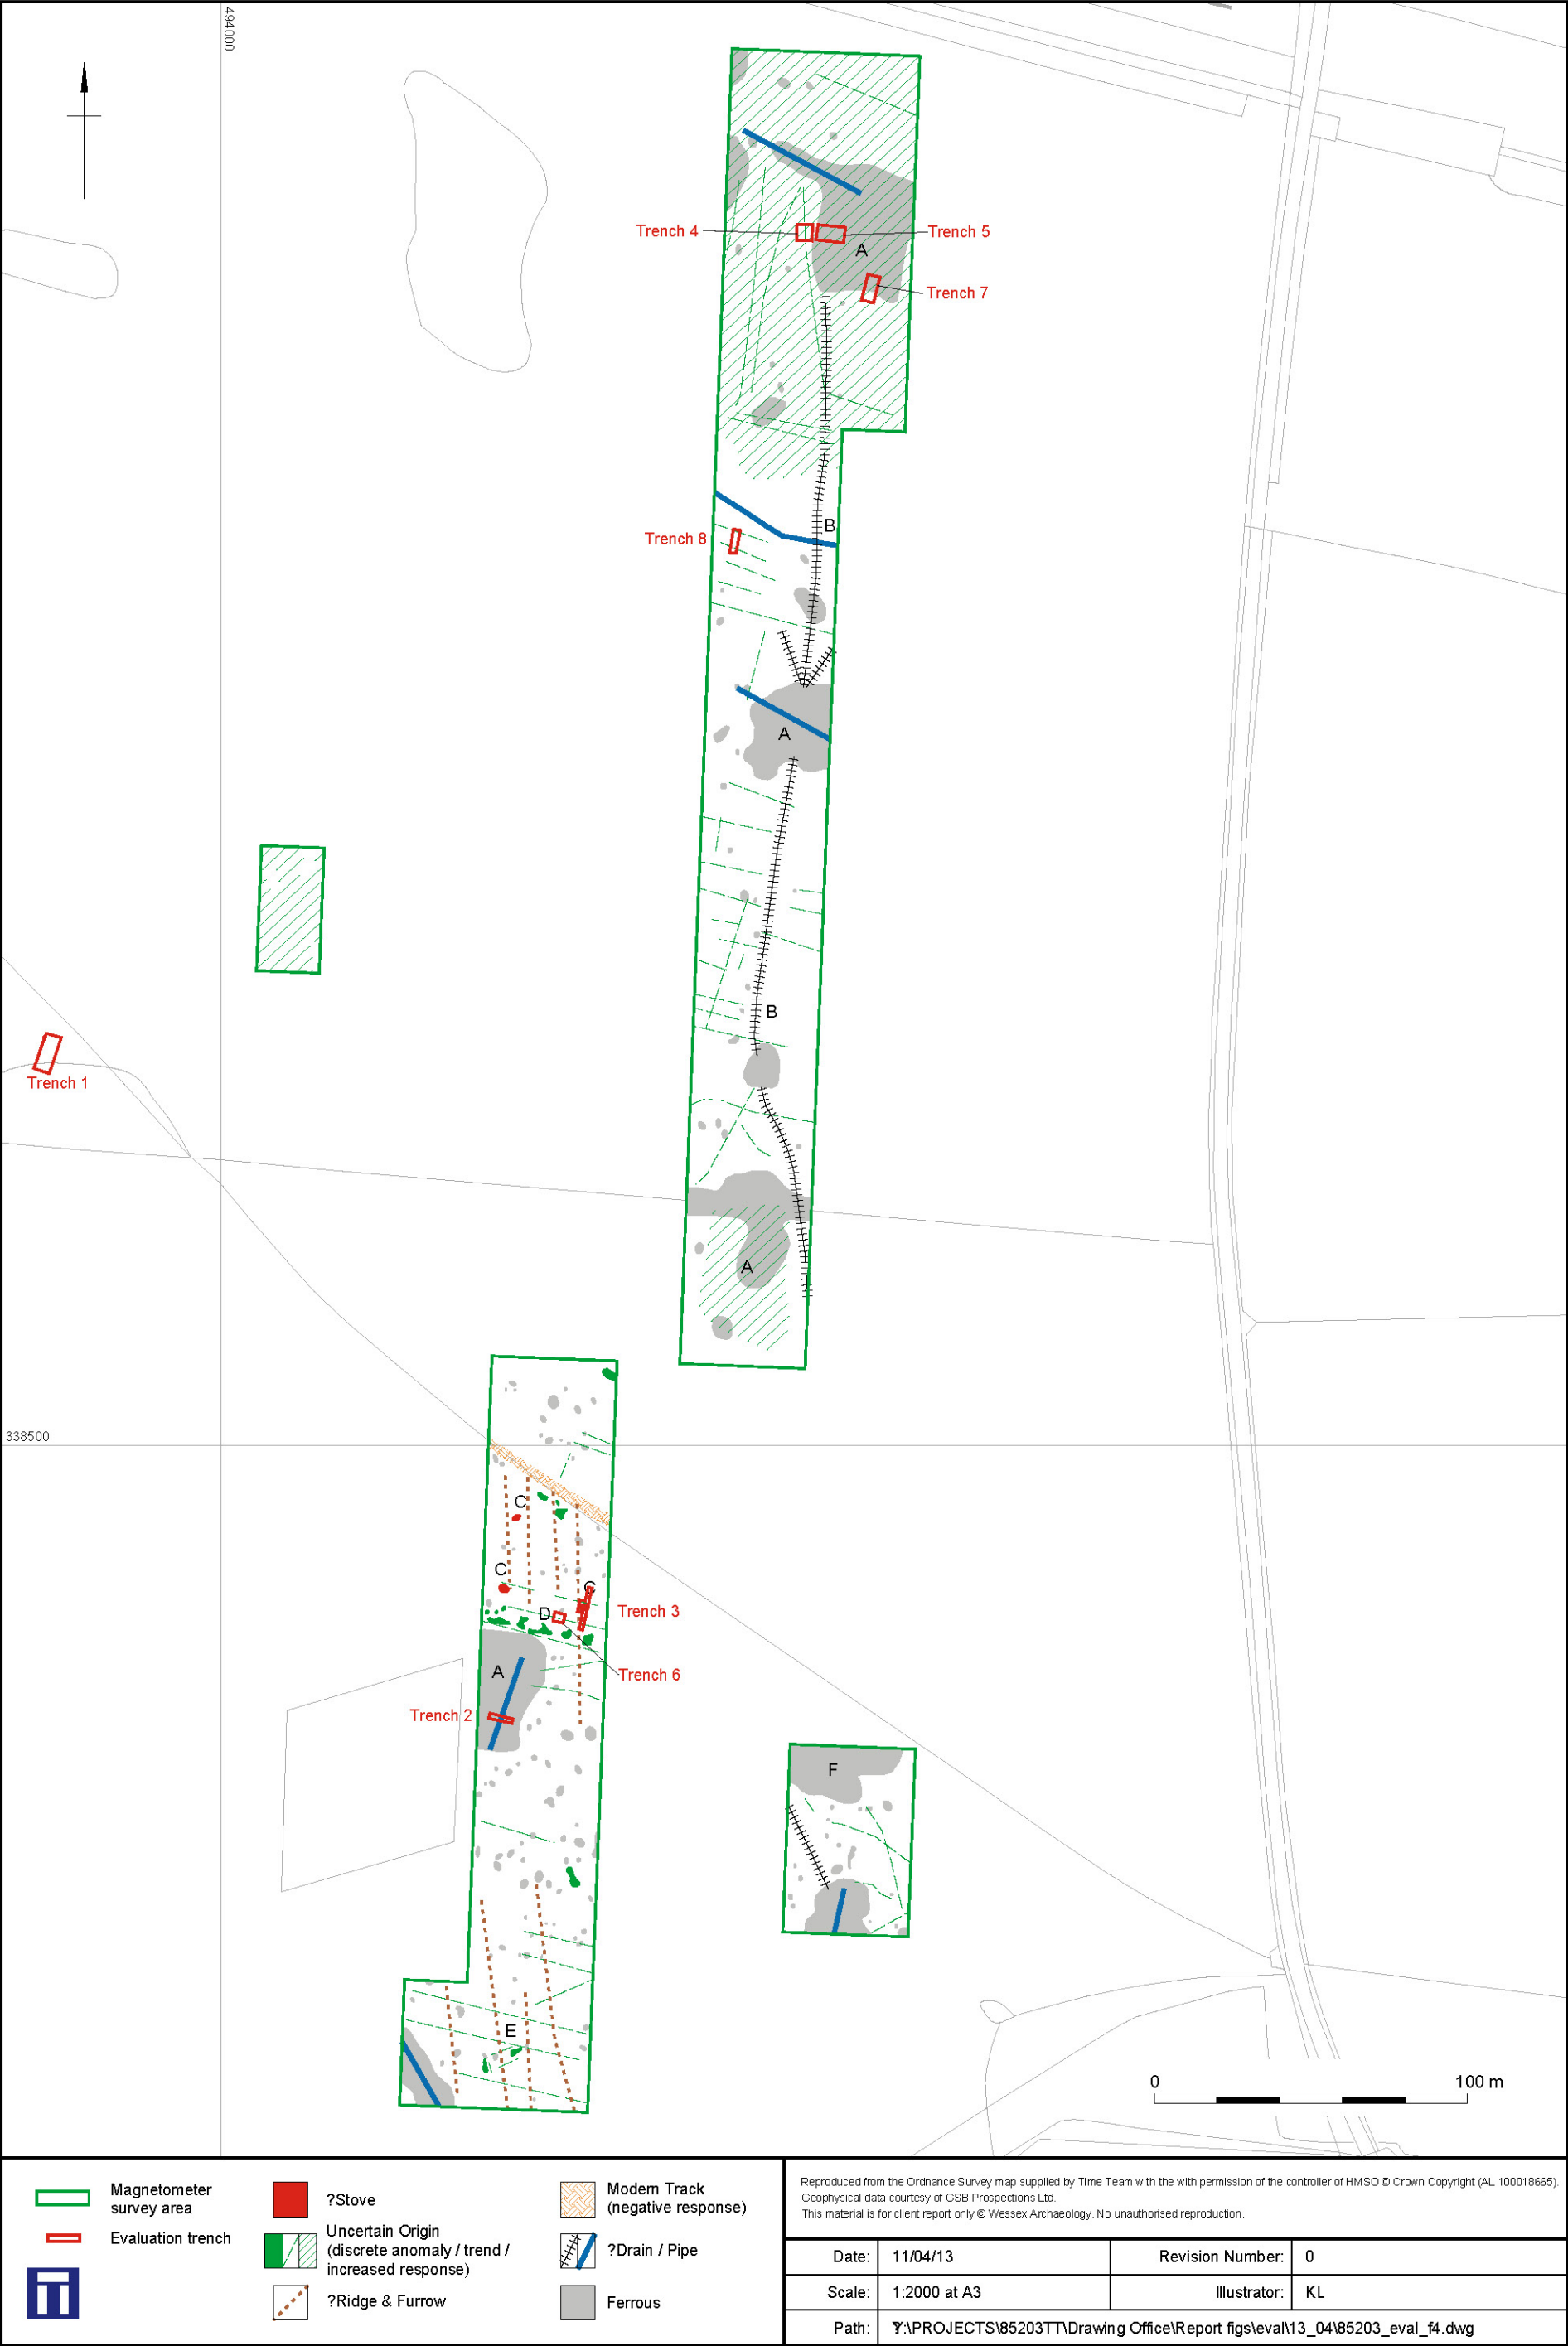 494000
Trench 4
Trench 5
A
Trench 7
Trench 8
B
A
B
Trench 1
A
338500
C
C
C
D
Trench 3
A
Trench 6
Trench 2
F
E
0
100 m
Magnetometer
survey area
Evaluation trench
?Stove
Uncertain Origin
(discrete anomaly / trend /
increased response)
?Ridge & Furrow
Modern Track
(negative response)
?Drain / Pipe
Ferrous
Reproduced from the Ordnance Survey map supplied by Time Team with the with permission of the controller of HMSO © Crown Copyright (AL 100018665).
Geophysical data courtesy of GSB Prospections Ltd.
This material is for client report only © Wessex Archaeology. No unauthorised reproduction.
Date: 11/04/13 Revision Number: 0
Scale: 1:2000 at A3 Illustrator: KL
Path: Y:\PROJECTS\85203TT\Drawing Office\Report figs\eval\13_04\85203_eval_f4.dwg